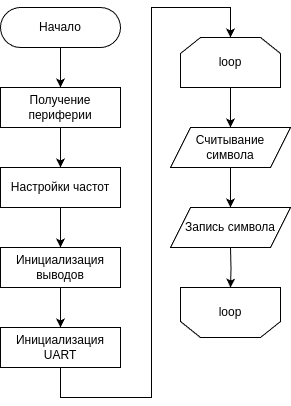 Начало
Получение
периферии
Настройки частот
Инициализация
выводов
Инициализация
UART
loop
Считывание
символа
Запись символа
loop